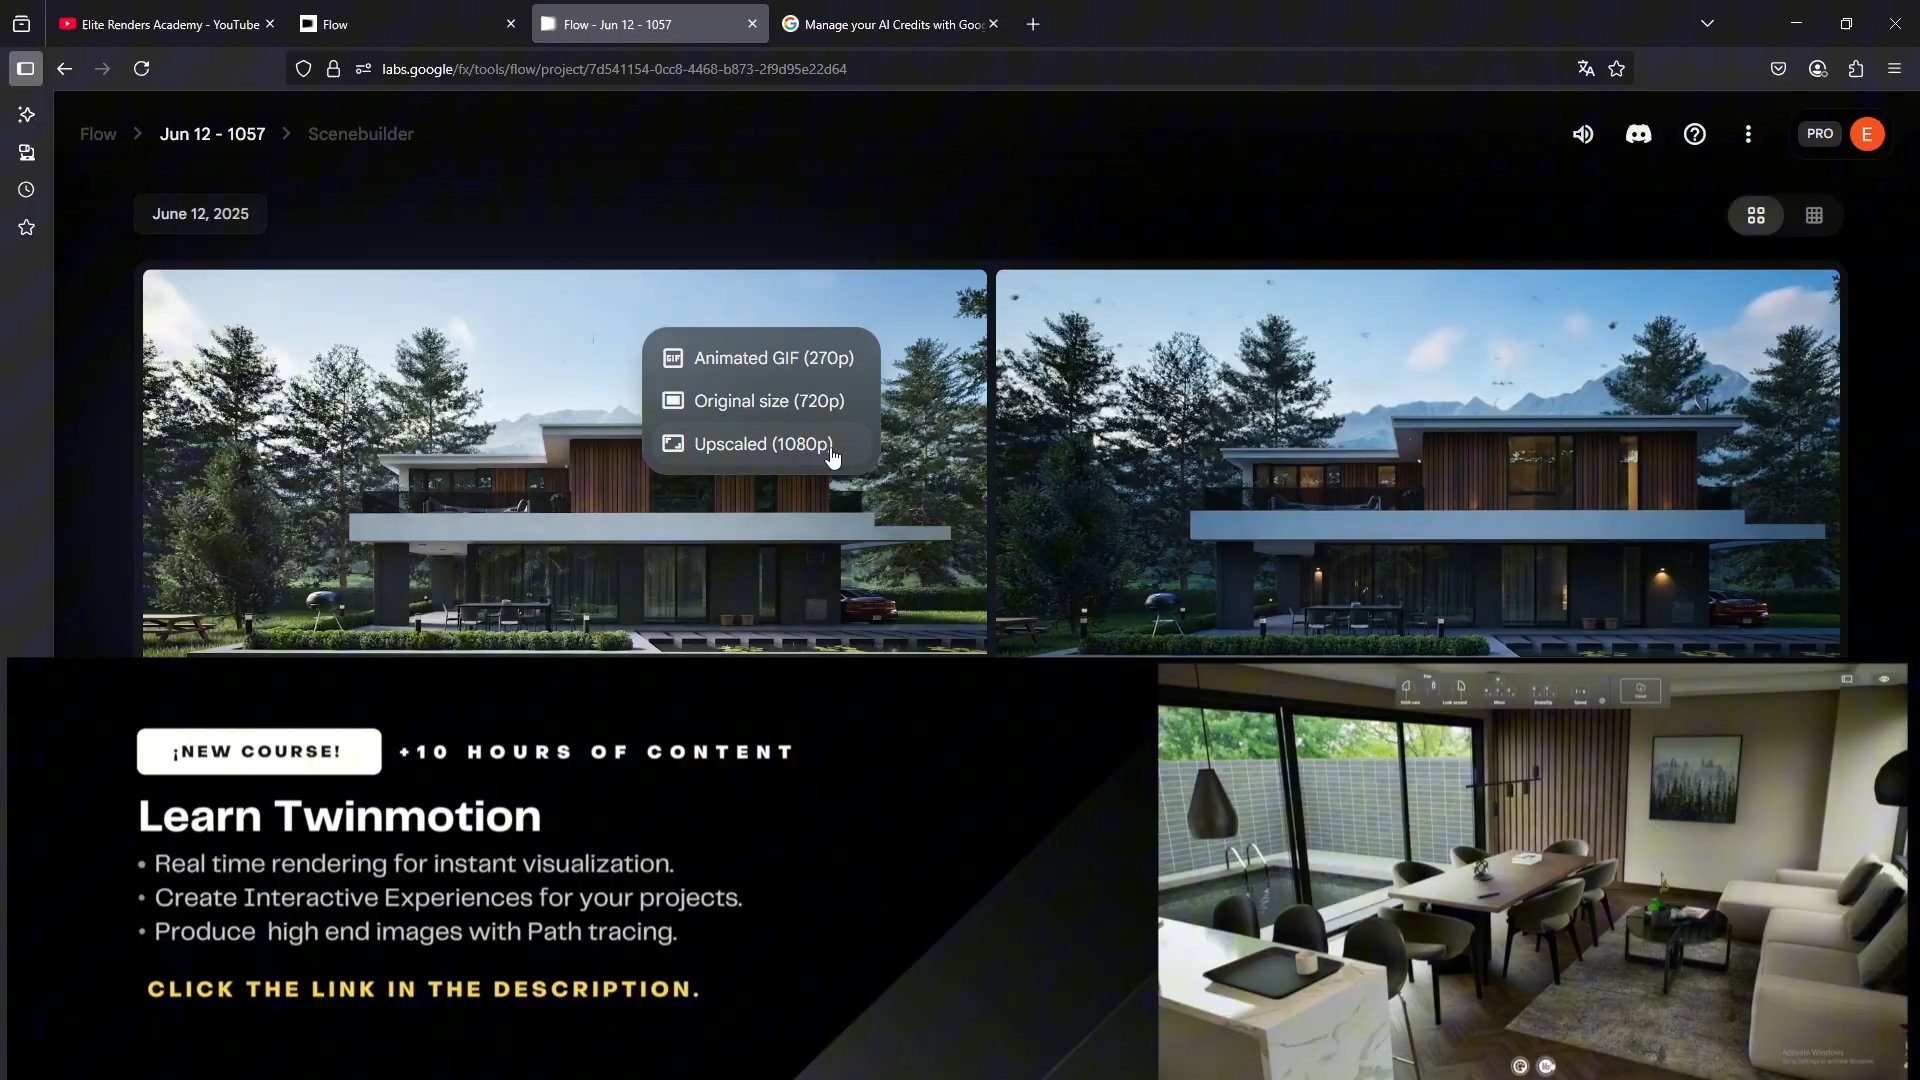 Elite Renders Academy - YouTube
Flow
Flow - Jun 12 - 1057
Manage your AI Credits with Goo
labs.google/fx/tools/flow/project/7d541154-0cc8-4468-b873-2f9d95e22d64
Flow
Jun 12 - 1057
Scenebuilder
PRO
E
June 12, 2025
GIF
Animated GIF (270p)
Original size (720p)
Upscaled (1080p)
¡NEW COURSE!
+10 HOURS OF CONTENT
Learn Twinmotion
• Real time rendering for instant visualization.
• Create Interactive Experiences for your projects.
• Produce high end images with Path tracing.
CLICK THE LINK IN THE DESCRIPTION.
Activate Windows